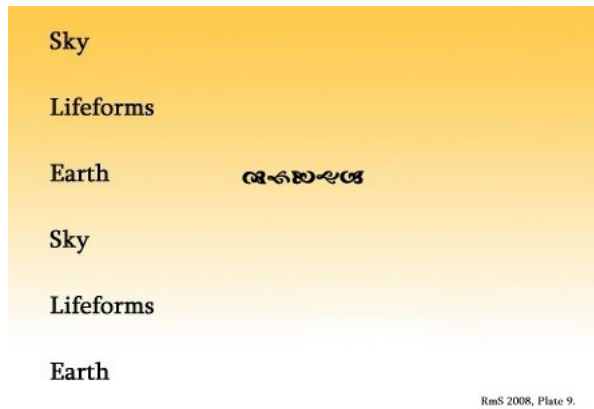 Sky
Lifeforms
Earth
Sky
Lifeforms
Earth
RmS 2008, Plate 9.